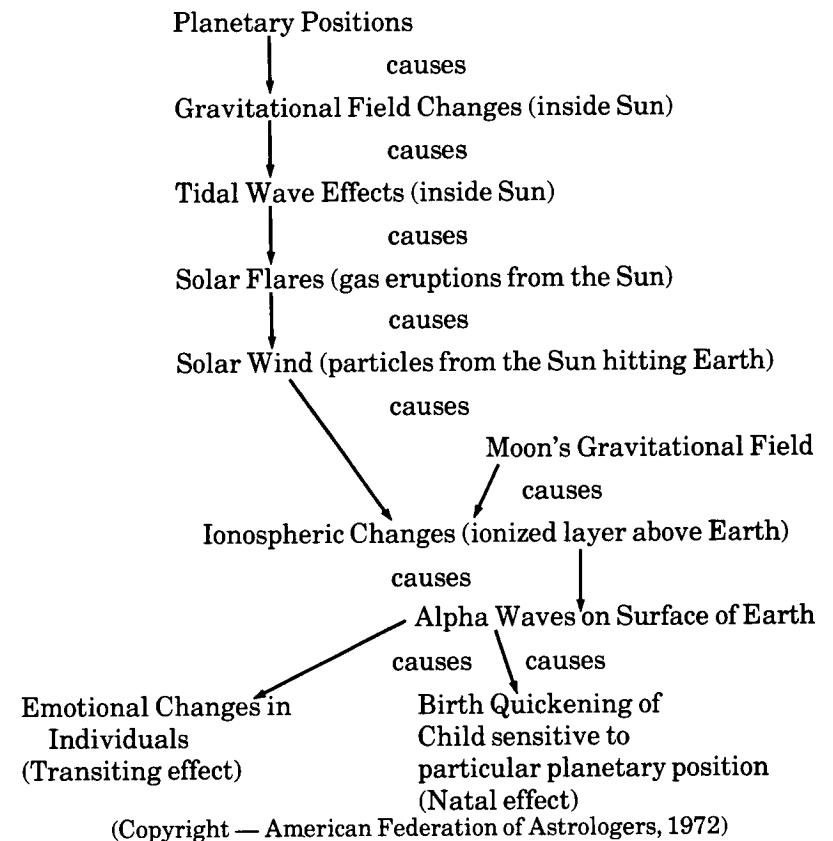 Planetary Positions
causes
Gravitational Field Changes (inside Sun)
causes
Tidal Wave Effects (inside Sun)
causes
Solar Flares (gas eruptions from the Sun)
causes
Solar Wind (particles from the Sun hitting Earth)
causes
Moon's Gravitational Field
causes
Ionospheric Changes (ionized layer above Earth)
causes
Alpha Waves on Surface of Earth
causes causes
Emotional Changes in
Individuals
(Transiting effect)
Birth Quickening of
Child sensitive to
particular planetary position
(Natal effect)
(Copyright — American Federation of Astrologers, 1972)